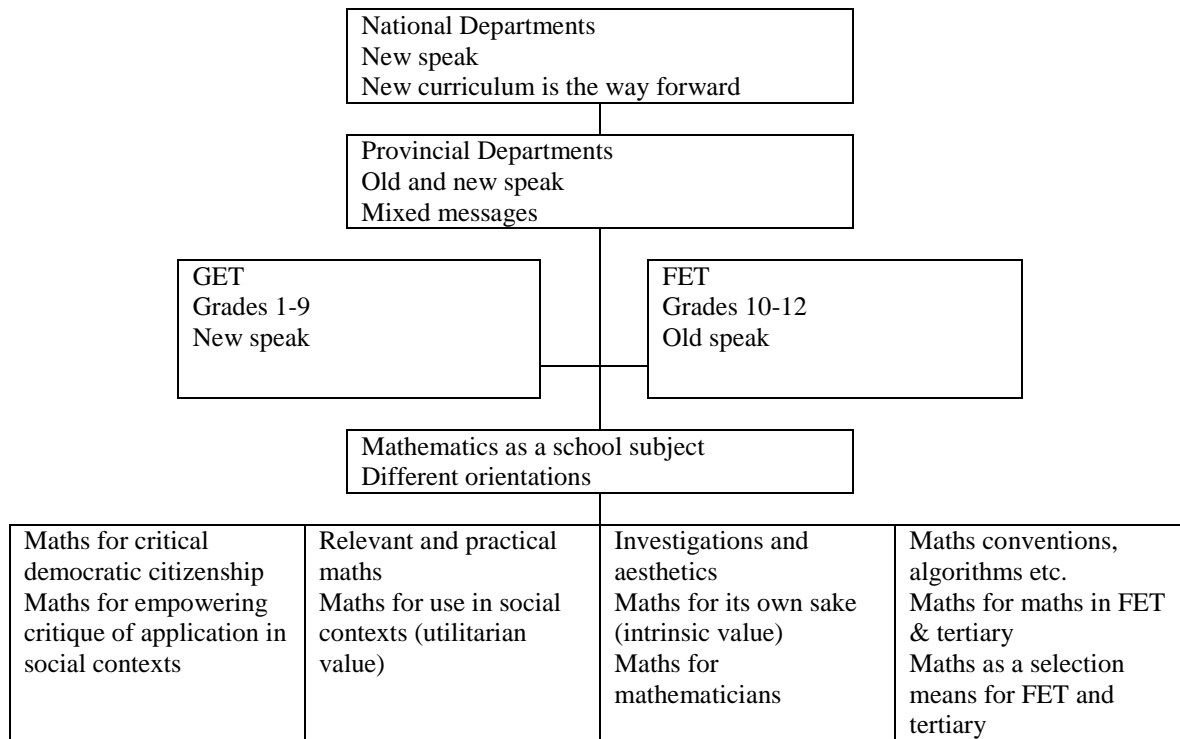 National Departments
New speak
New curriculum is the way forward
Provincial Departments
Old and new speak
Mixed messages
GET
Grades 1-9
New speak
FET
Grades 10-12
Old speak
Mathematics as a school subject
Different orientations
Maths for critical
democratic citizenship
Maths for empowering
critique of application in
social contexts
Relevant and practical
maths
Maths for use in social
contexts (utilitarian
value)
Investigations and
aesthetics
Maths for its own sake
(intrinsic value)
Maths for
mathematicians
Maths conventions,
algorithms etc.
Maths for maths in FET
& tertiary
Maths as a selection
means for FET and
tertiary